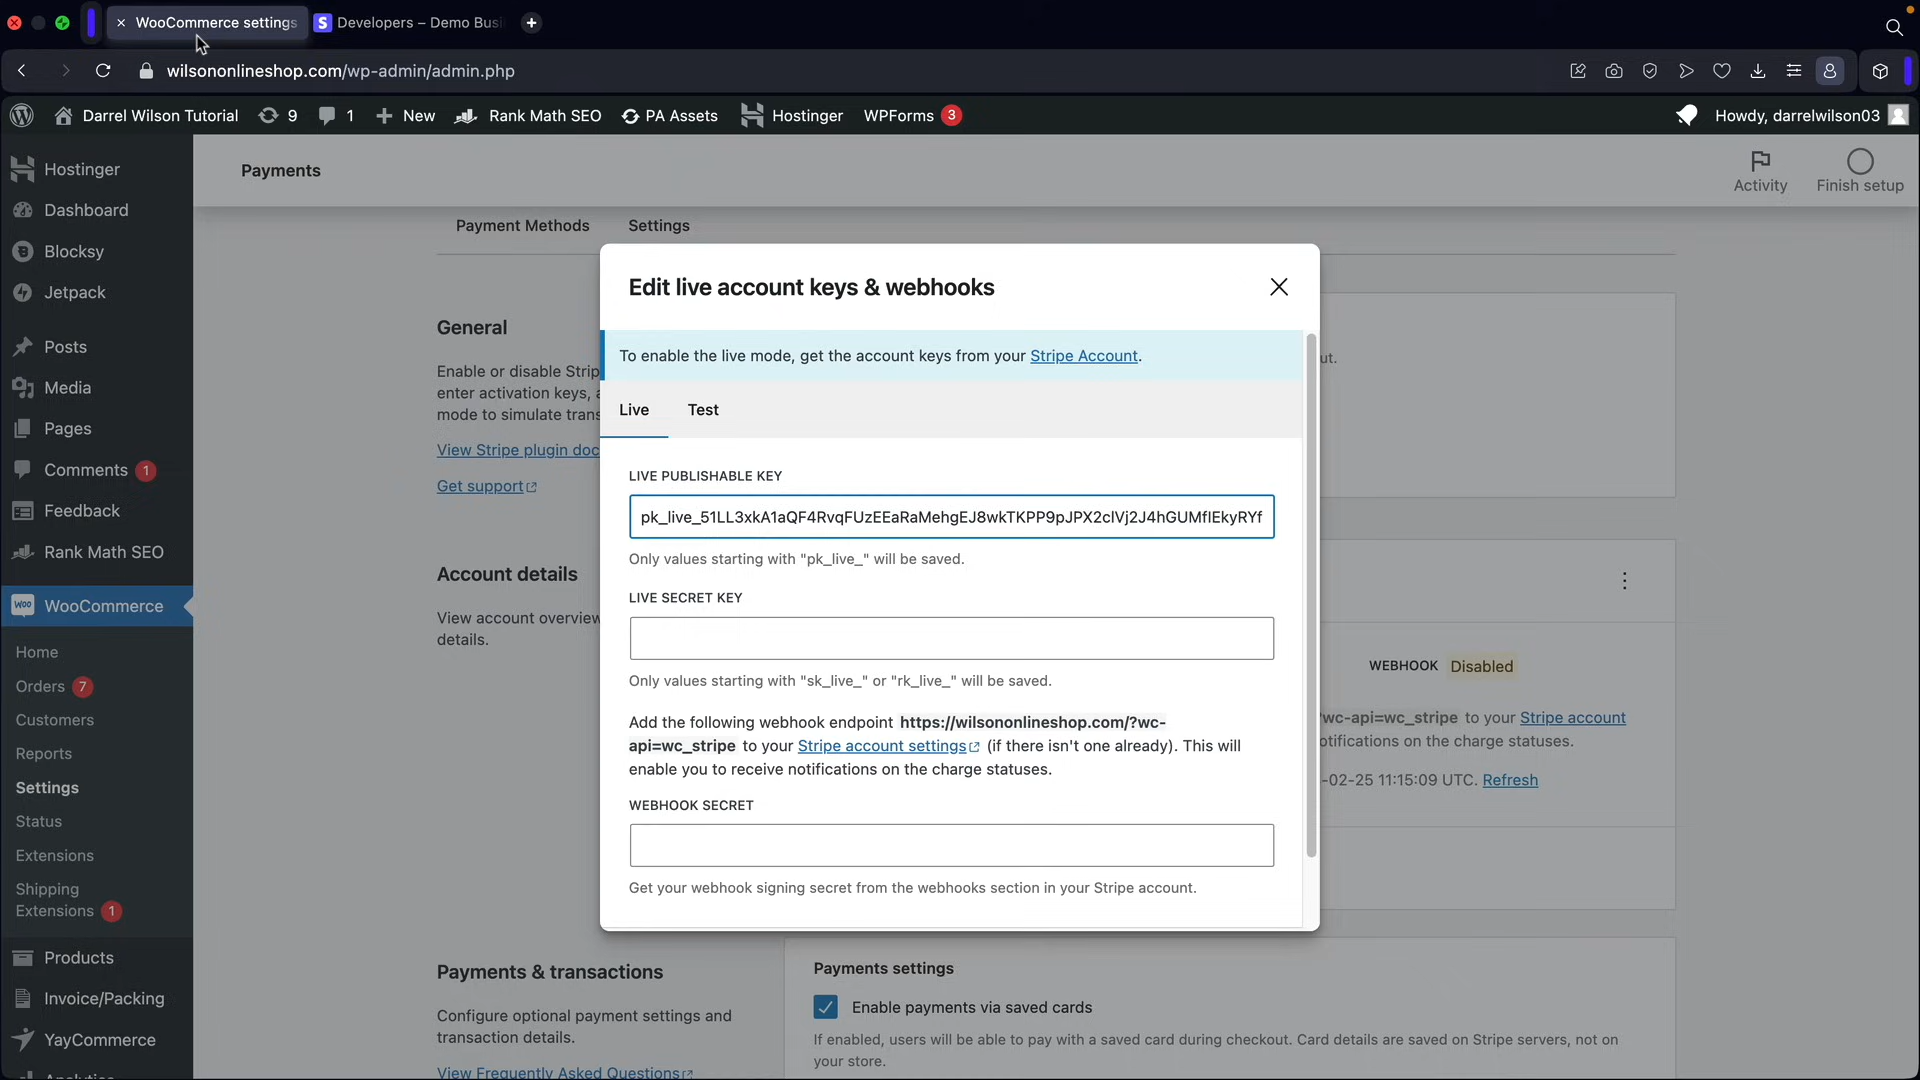 WooCommerce settings
Developers – Demo Busi
wilsononlineshop.com/wp-admin/admin.php
Darrel Wilson Tutorial
9
1
New
Rank Math SEO
PA Assets
Hostinger
WPForms 3
Howdy, darrelwilson03
Hostinger
Dashboard
Blocksy
Jetpack
Posts
Media
Pages
Comments 1
Feedback
Rank Math SEO
WooCommerce
Home
Orders 7
Customers
Reports
Settings
Status
Extensions
Shipping
Extensions 1
Products
Invoice/Packing
YayCommerce
Payments
Activity
Finish setup
Payment Methods
Settings
General
Enable or disable Strip
enter activation keys, a
mode to simulate trans
View Stripe plugin doc
Get support
Account details
View account overview
details.
Payments & transactions
Configure optional payment settings and
transaction details.
View Frequently Asked Questions
Edit live account keys & webhooks
To enable the live mode, get the account keys from your Stripe Account.
Live
Test
LIVE PUBLISHABLE KEY
pk_live_51LL3xkA1aQF4RvqFUzEEaRaMehgEJ8wkTKPP9pJPX2clVj2J4hGUMflEkyRYf
Only values starting with "pk_live_" will be saved.
LIVE SECRET KEY
Only values starting with "sk_live_" or "rk_live_" will be saved.
Add the following webhook endpoint https://wilsononlineshop.com/?wc-
api=wc_stripe to your Stripe account settings (if there isn't one already). This will
enable you to receive notifications on the charge statuses.
WEBHOOK SECRET
Get your webhook signing secret from the webhooks section in your Stripe account.
ut.
WEBHOOK Disabled
?wc-api=wc_stripe to your Stripe account
otifications on the charge statuses.
-02-25 11:15:09 UTC. Refresh
Payments settings
Enable payments via saved cards
If enabled, users will be able to pay with a saved card during checkout. Card details are saved on Stripe servers, not on
your store.